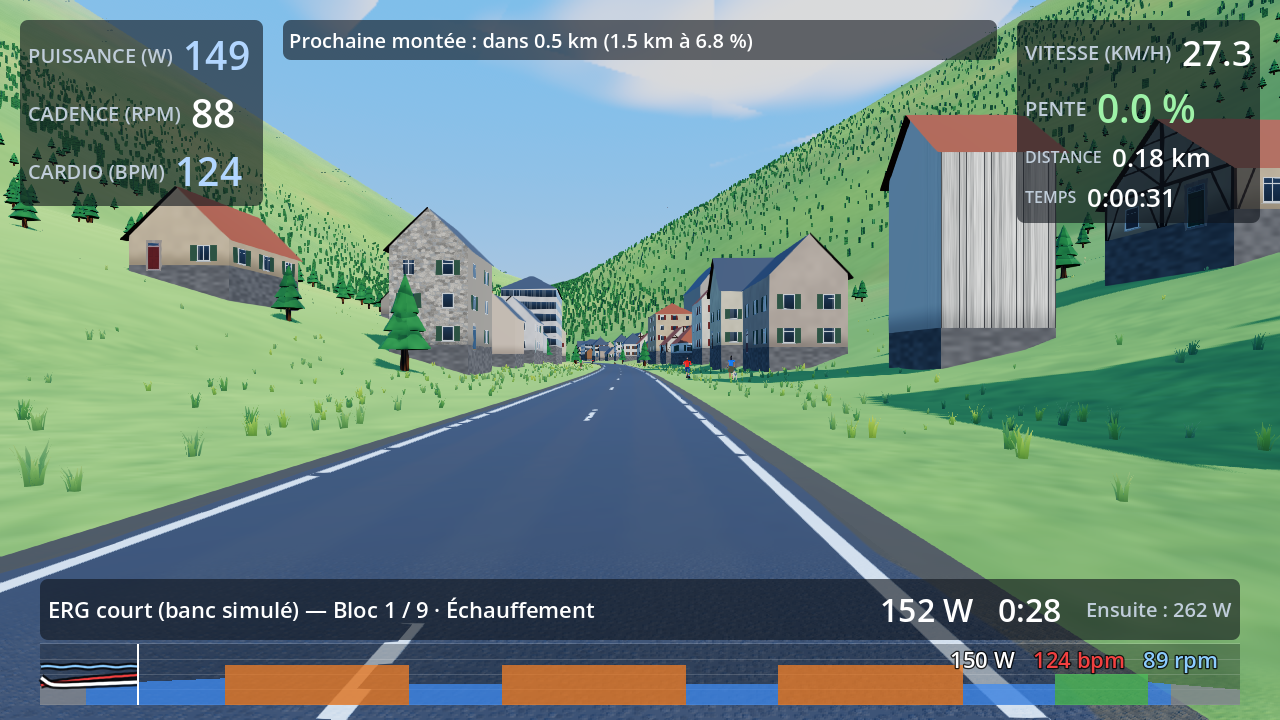 PUISSANCE (W) 149
CADENCE (RPM) 88
CARDIO (BPM) 124
Prochaine montée : dans 0.5 km (1.5 km à 6.8 %)
VITESSE (KM/H) 27.3
PENTE 0.0 %
DISTANCE 0.18 km
TEMPS 0:00:31
ERG court (banc simulé) — Bloc 1 / 9 · Échauffement 152 W 0:28 Ensuite : 262 W
150 W 124 bpm 89 rpm